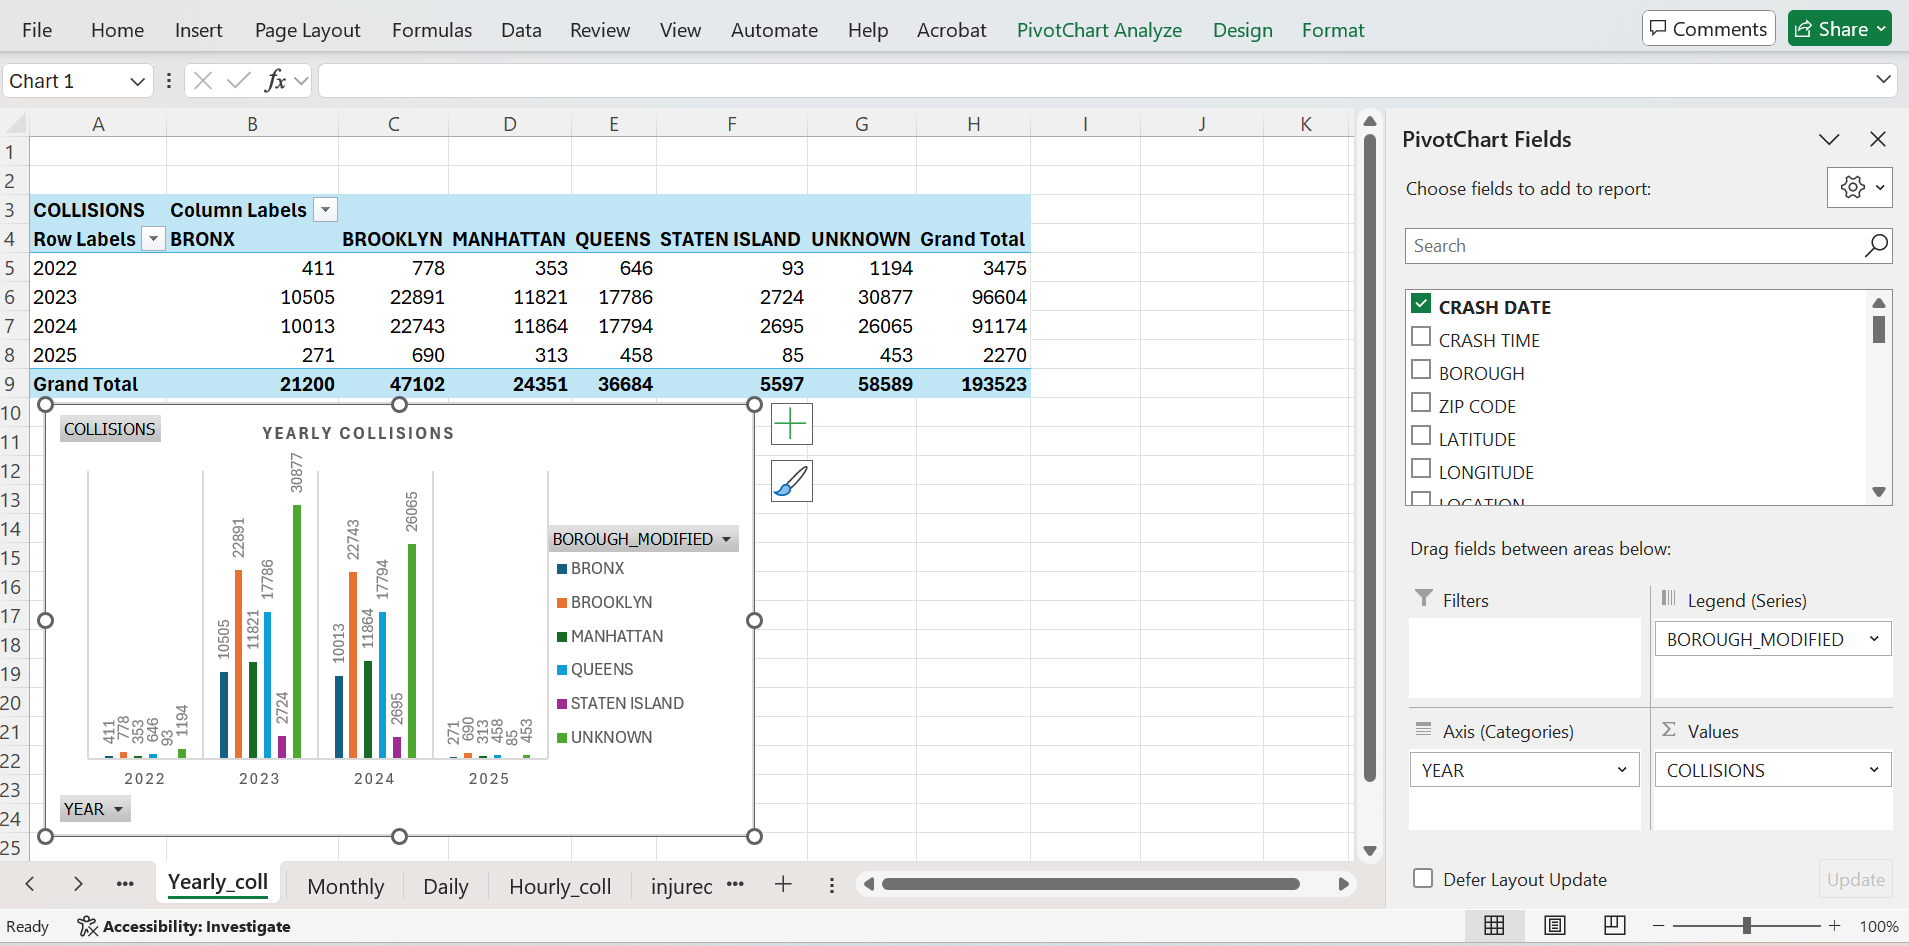 File Home Insert Page Layout Formulas Data Review View Automate Help Acrobat PivotChart Analyze Design Format Comments Share
Chart 1 fx
A B C D E F G H I J K
1
2
3 COLLISIONS Column Labels
4 Row Labels BRONX BROOKLYN MANHATTAN QUEENS STATEN ISLAND UNKNOWN Grand Total
5 2022 411 778 353 646 93 1194 3475
6 2023 10505 22891 11821 17786 2724 30877 96604
7 2024 10013 22743 11864 17794 2695 26065 91174
8 2025 271 690 313 458 85 453 2270
9 Grand Total 21200 47102 24351 36684 5597 58589 193523
10
11
12
13
14
15
16
17
18
19
20
21
22
23
24
25
COLLISIONS
YEARLY COLLISIONS
411 778 353 646 93 1194
10505 22891 11821 17786 2724 30877
10013 22743 11864 17794 2695 26065
271 690 313 458 85 453
2022 2023 2024 2025
BOROUGH_MODIFIED
BRONX
BROOKLYN
MANHATTAN
QUEENS
STATEN ISLAND
UNKNOWN
YEAR
PivotChart Fields
Choose fields to add to report:
Search
CRASH DATE
CRASH TIME
BOROUGH
ZIP CODE
LATITUDE
LONGITUDE
LOCATION
Drag fields between areas below:
Filters
Legend (Series)
BOROUGH_MODIFIED
Axis (Categories)
YEAR
Σ Values
COLLISIONS
Defer Layout Update Update
Yearly_coll Monthly Daily Hourly_coll injurec
Ready Accessibility: Investigate 100%